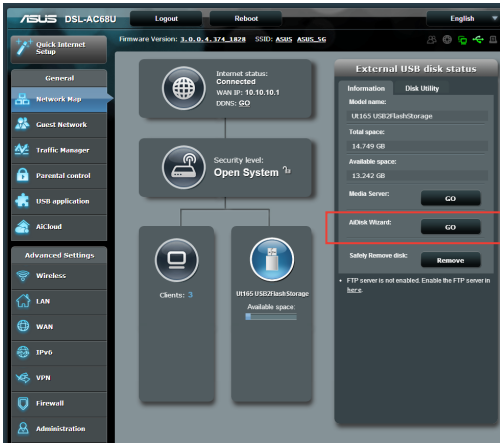 ASUS DSL-AC68U
Logout
Reboot
English
Quick Internet
Setup
Firmware Version: 3.0.0.4.374_1828 SSID: ASUS ASUS_5G
General
Network Map
Guest Network
Traffic Manager
Parental control
USB application
AiCloud
Advanced Settings
Wireless
LAN
WAN
IPv6
VPN
Firewall
Administration
Internet status:
Connected
WAN IP: 10.10.10.1
DDNS: GO
Security level:
Open System
Clients: 3
Ut165 USB2FlashStorage
Available space:
External USB disk status
Information
Disk Utility
Model name:
Ut165 USB2FlashStorage
Total space:
14.749 GB
Available space:
13.242 GB
Media Server:
GO
AiDisk Wizard:
GO
Safely Remove
disk:
Remove
FTP server is not enabled. Enable the FTP server in
here.